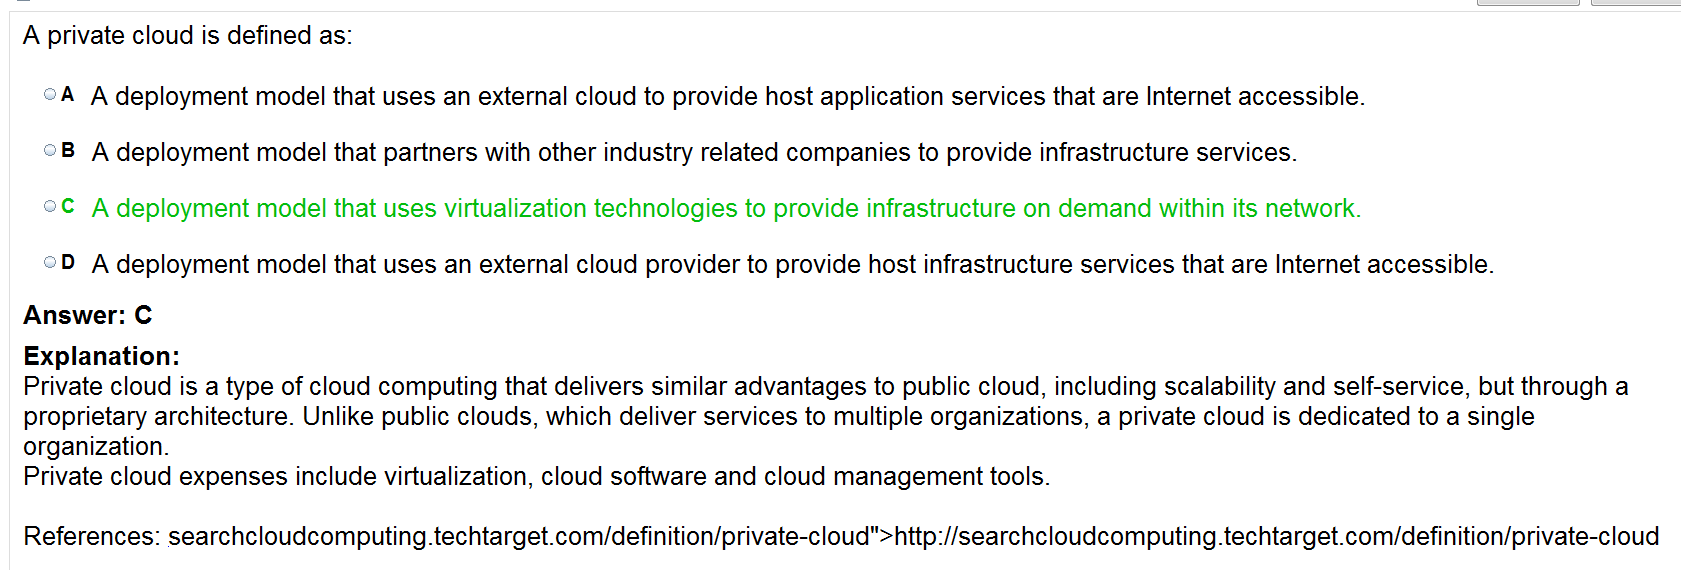 A private cloud is defined as:
A A deployment model that uses an external cloud to provide host application services that are Internet accessible.
B A deployment model that partners with other industry related companies to provide infrastructure services.
C A deployment model that uses virtualization technologies to provide infrastructure on demand within its network.
D A deployment model that uses an external cloud provider to provide host infrastructure services that are Internet accessible.
Answer: C
Explanation:
Private cloud is a type of cloud computing that delivers similar advantages to public cloud, including scalability and self-service, but through a
proprietary architecture. Unlike public clouds, which deliver services to multiple organizations, a private cloud is dedicated to a single
organization.
Private cloud expenses include virtualization, cloud software and cloud management tools.
References: searchcloudcomputing.techtarget.com/definition/private-cloud">http://searchcloudcomputing.techtarget.com/definition/private-cloud